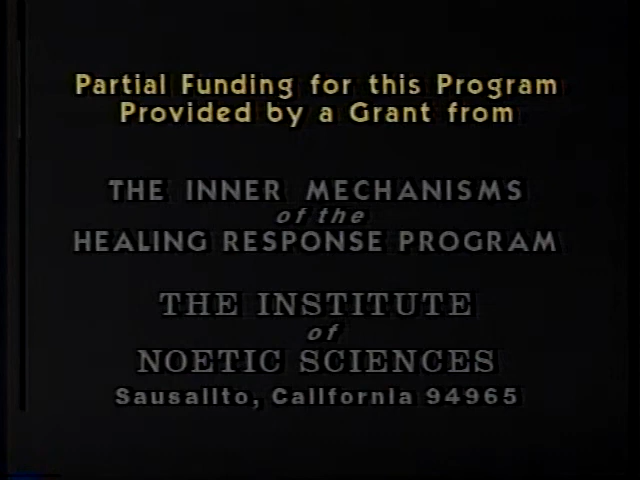 Partial Funding for this Program
Provided by a Grant from
THE INNER MECHANISMS
of the
HEALING RESPONSE PROGRAM
THE INSTITUTE
of
NOETIC SCIENCES
Sausalito, California 94965